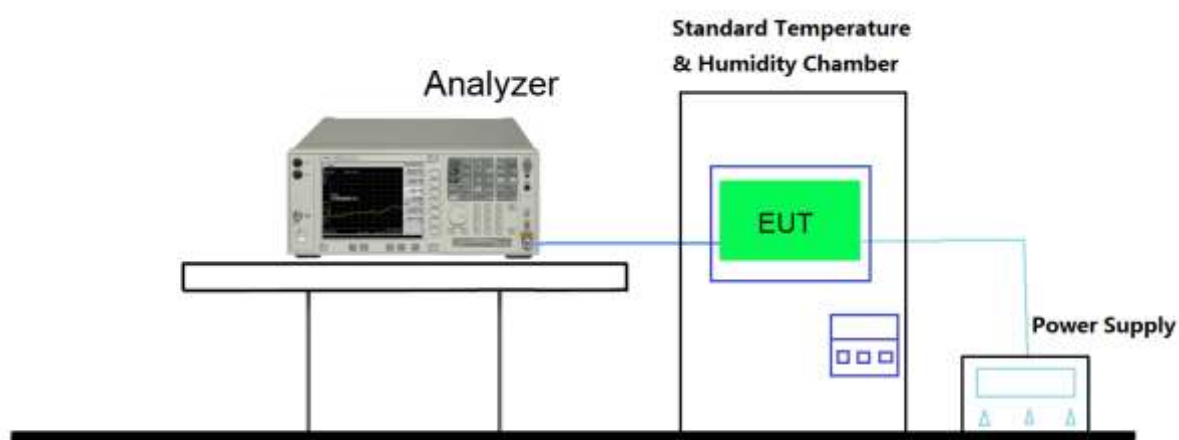 Standard Temperature
& Humidity Chamber
Analyzer
EUT
Power Supply